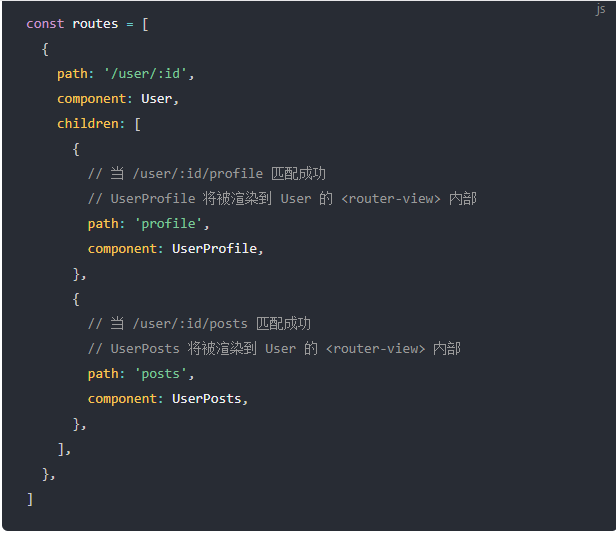 js
const routes = [
  {
    path: '/user/:id',
    component: User,
    children: [
      {
        // 当 /user/:id/profile 匹配成功
        // UserProfile 将被渲染到 User 的 <router-view> 内部
        path: 'profile',
        component: UserProfile,
      },
      {
        // 当 /user/:id/posts 匹配成功
        // UserPosts 将被渲染到 User 的 <router-view> 内部
        path: 'posts',
        component: UserPosts,
      },
    ],
  },
]